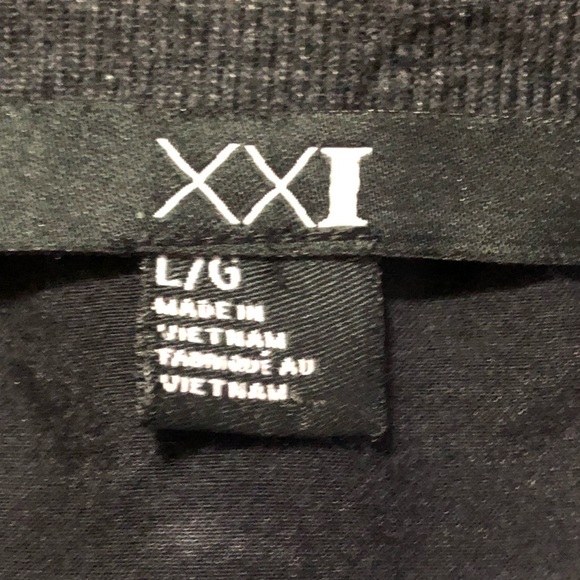 XXI
L/G
MADE IN
VIETNAM
FABRIQUÉ AU
VIETNAM